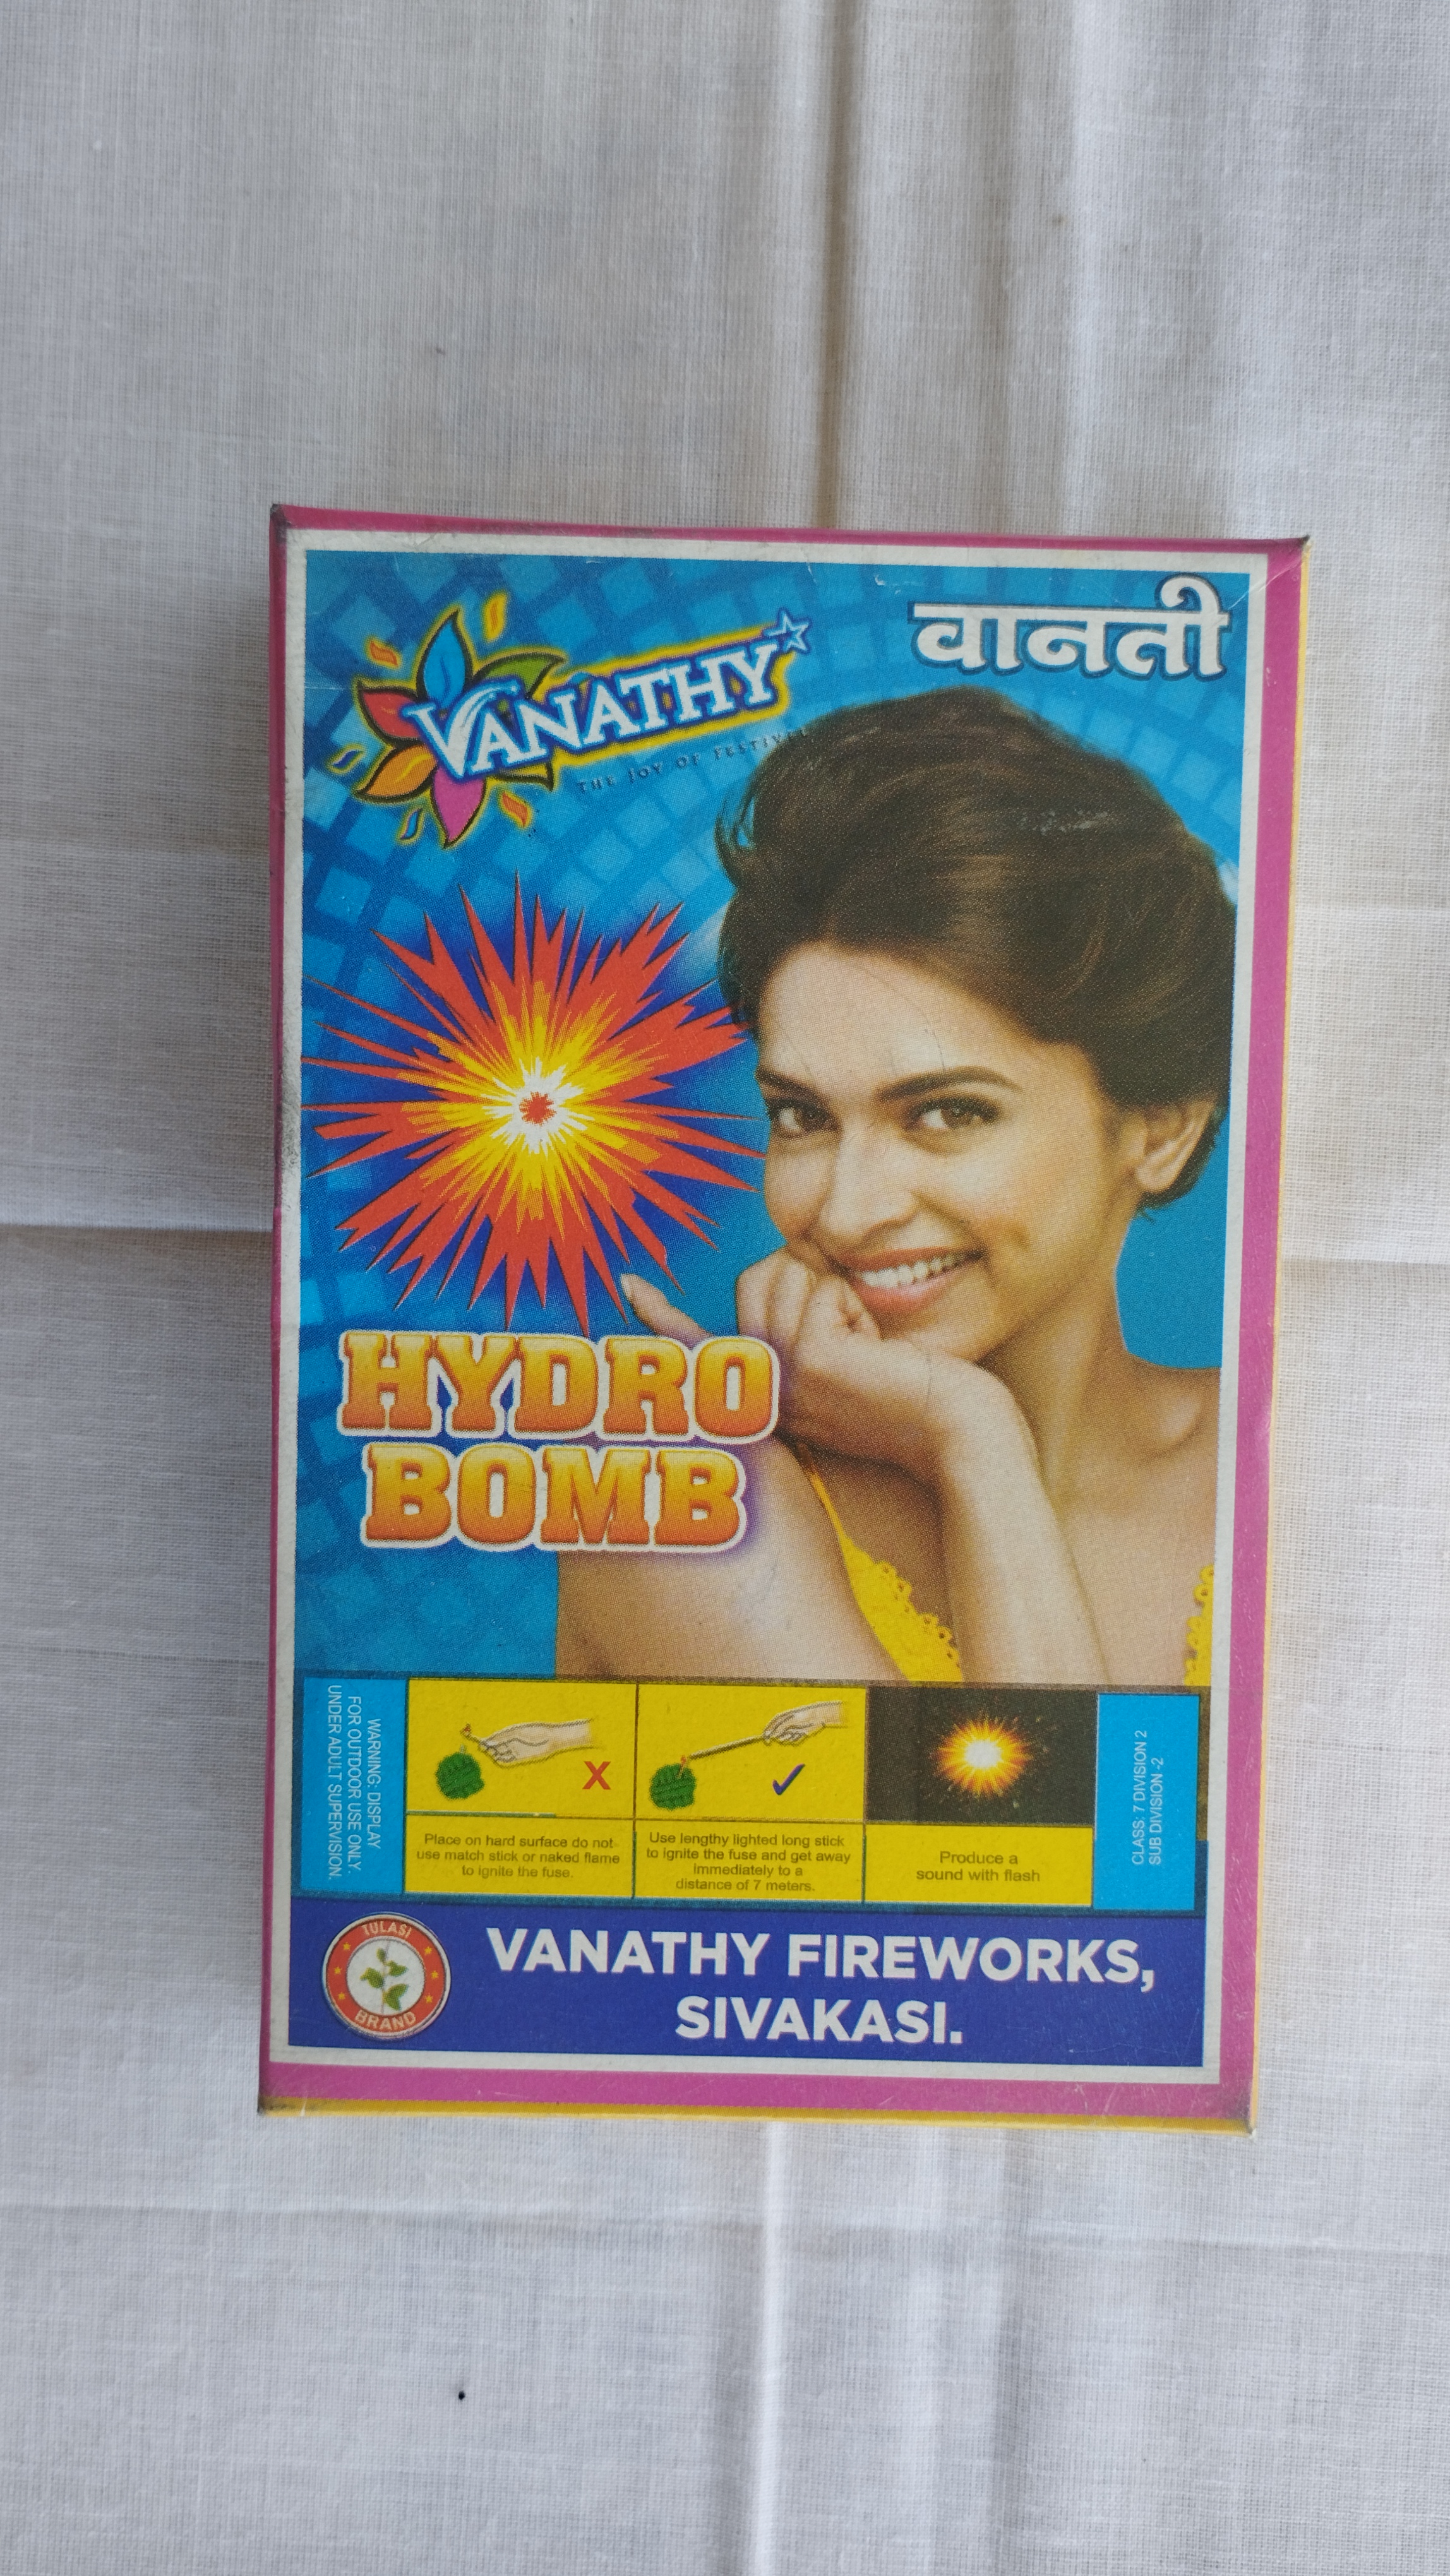 VANATHY
THE JOY OF FESTIVAL
वानती
HYDRO
BOMB
WARNING: DISPLAY
FOR OUTDOOR USE ONLY.
UNDER ADULT SUPERVISION.
X
Place on hard surface do not
use match stick or naked flame
to ignite the fuse.
Use lengthy lighted long stick
to ignite the fuse and get away
immediately to a
distance of 7 meters.
Produce a
sound with flash
CLASS: 7 DIVISION 2
SUB DIVISION -2
TULASI
BRAND
VANATHY FIREWORKS,
SIVAKASI.